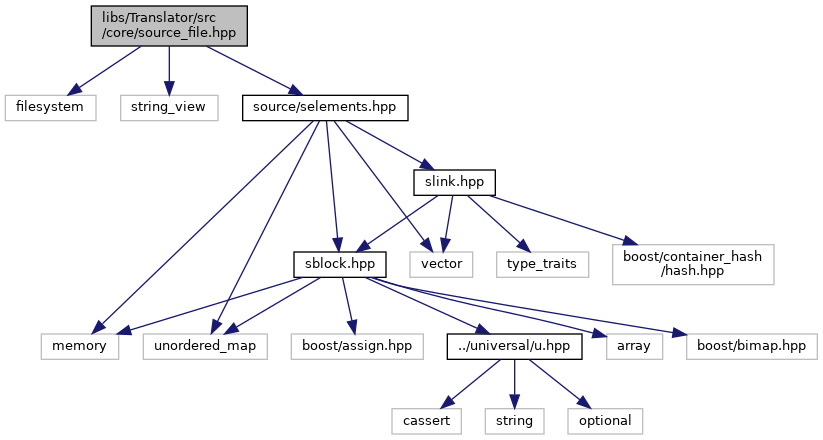 libs/Translator/src
/core/source_file.hpp
filesystem
string_view
source/selements.hpp
slink.hpp
sblock.hpp
vector
type_traits
boost/container_hash
/hash.hpp
memory
unordered_map
boost/assign.hpp
../universal/u.hpp
array
boost/bimap.hpp
cassert
string
optional